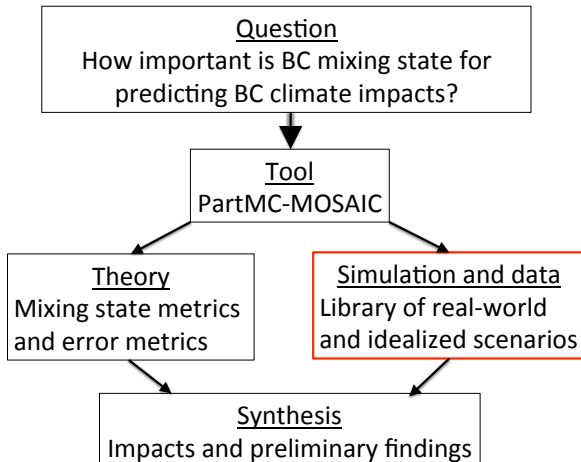 Question
How important is BC mixing state for
predicting BC climate impacts?
Tool
PartMC-MOSAIC
Theory
Mixing state metrics
and error metrics
Simulation and data
Library of real-world
and idealized scenarios
Synthesis
Impacts and preliminary findings